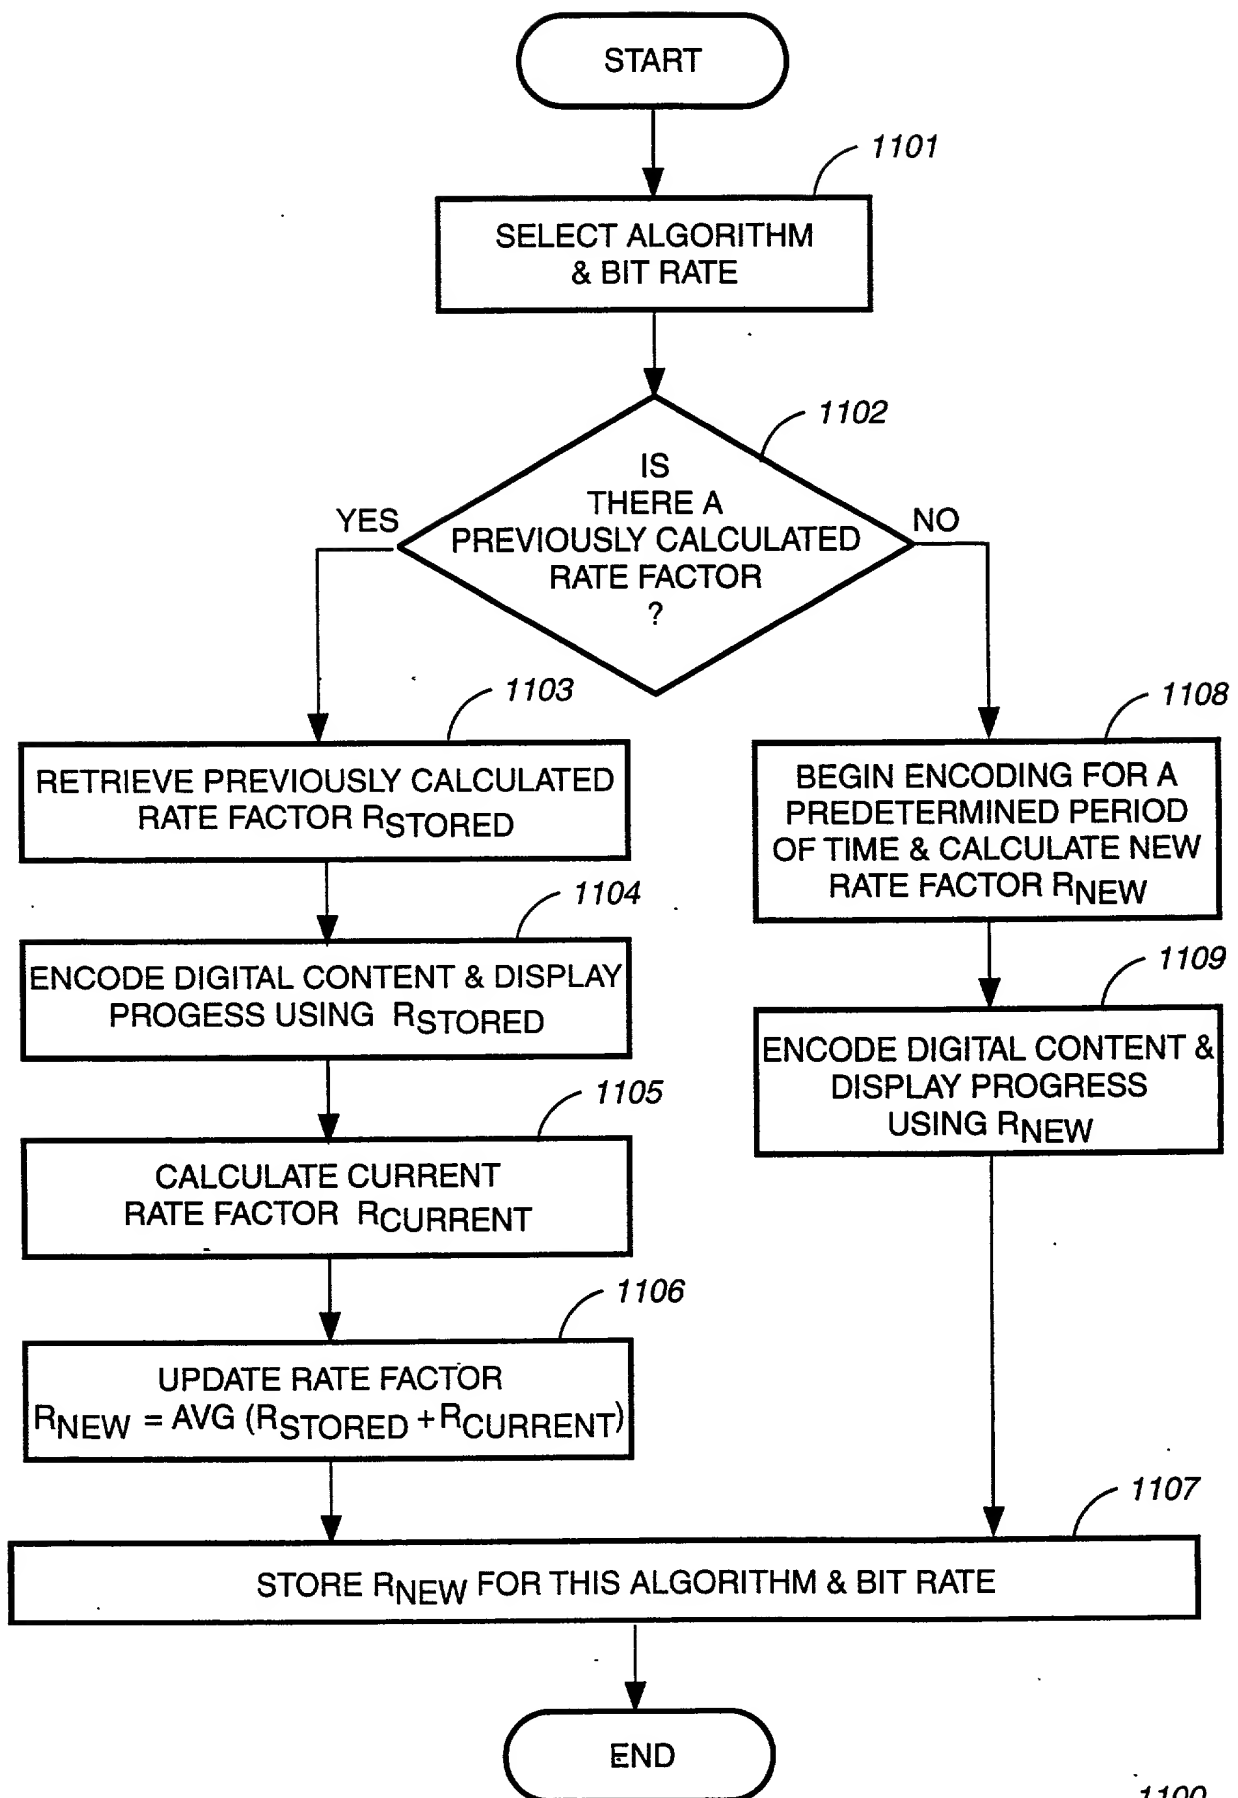 START
1101
SELECT ALGORITHM
& BIT RATE
1102
IS
THERE A
PREVIOUSLY CALCULATED
RATE FACTOR
?
YES
NO
1103
RETRIEVE PREVIOUSLY CALCULATED
RATE FACTOR RSTORED
1108
BEGIN ENCODING FOR A
PREDETERMINED PERIOD
OF TIME & CALCULATE NEW
RATE FACTOR RNEW
1104
ENCODE DIGITAL CONTENT & DISPLAY
PROGESS USING RSTORED
1109
ENCODE DIGITAL CONTENT &
DISPLAY PROGRESS
USING RNEW
1105
CALCULATE CURRENT
RATE FACTOR RCURRENT
1106
UPDATE RATE FACTOR
RNEW = AVG (RSTORED + RCURRENT)
1107
STORE RNEW FOR THIS ALGORITHM & BIT RATE
END
1100